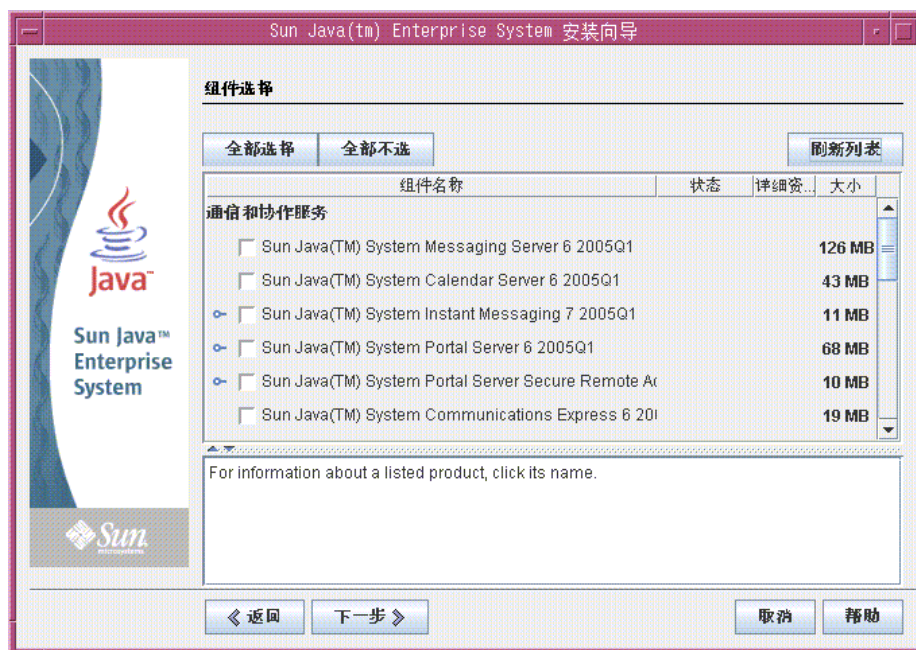 Sun Java(tm) Enterprise System 安装向导
组件选择
全部选择 全部不选 刷新列表
组件名称 状态 详细资... 大小
通信和协作服务
Sun Java(TM) System Messaging Server 6 2005Q1 126 MB
Sun Java(TM) System Calendar Server 6 2005Q1 43 MB
Sun Java(TM) System Instant Messaging 7 2005Q1 11 MB
Sun Java(TM) System Portal Server 6 2005Q1 68 MB
Sun Java(TM) System Portal Server Secure Remote Ac 10 MB
Sun Java(TM) System Communications Express 6 200 19 MB
Java™
Sun Java™
Enterprise
System
For information about a listed product, click its name.
Sun
microsystems
返回 下一步 取消 帮助